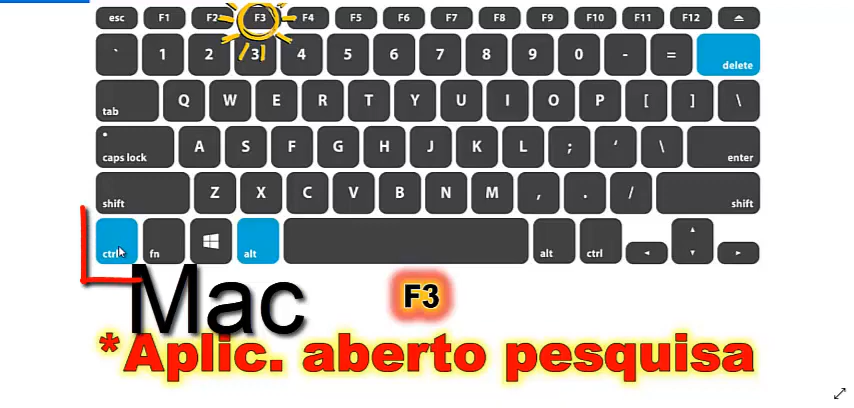 esc F1 F2 F3 F4 F5 F6 F7 F8 F9 F10 F11 F12
` 1 2 3 4 5 6 7 8 9 0 - = delete
tab Q W E R T Y U I O P [ ] \
caps lock A S F G H J K L ; ' \ enter
shift Z X C V B N M , . / shift
ctrl fn alt alt ctrl
Mac F3
*Aplic. aberto pesquisa